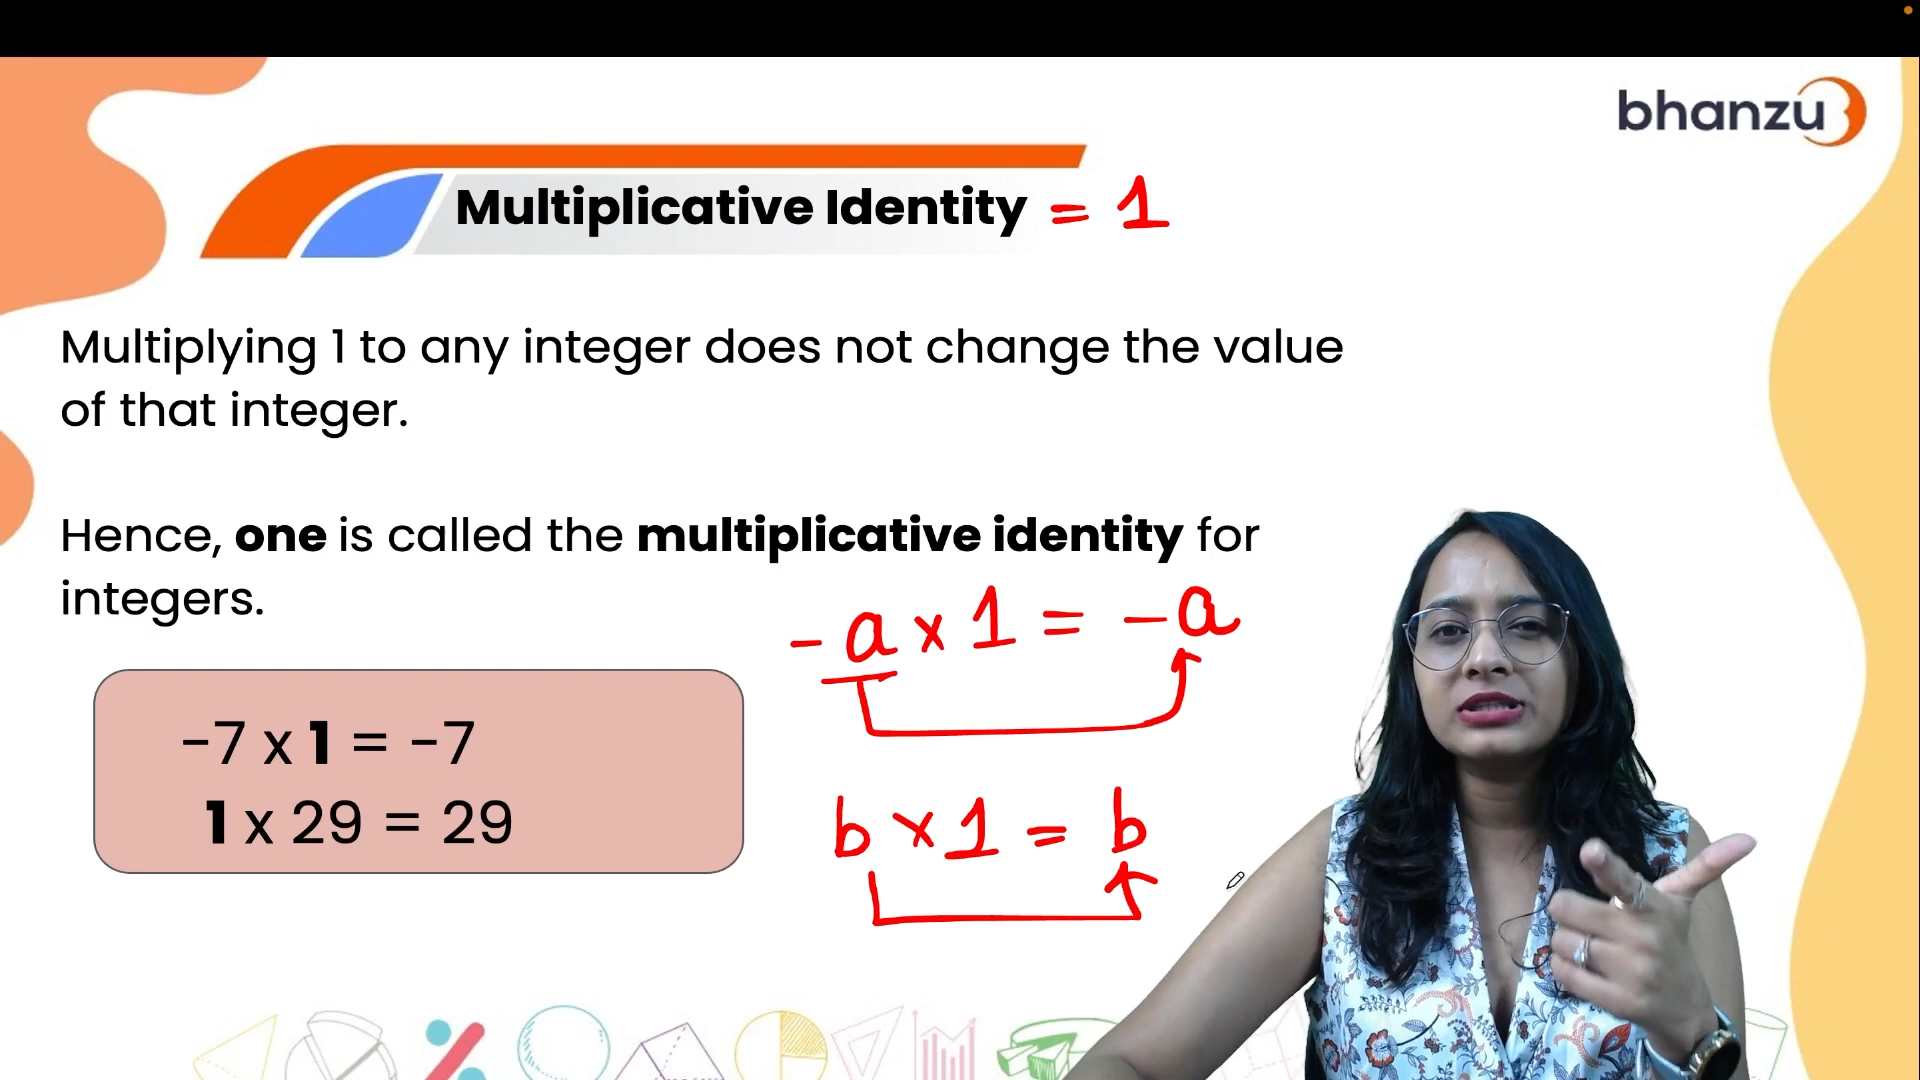 bhanzu
Multiplicative Identity = 1
Multiplying 1 to any integer does not change the value
of that integer.
Hence, one is called the multiplicative identity for
integers.
-a x 1 = -a
-7 x 1 = -7
1 x 29 = 29
b x 1 = b